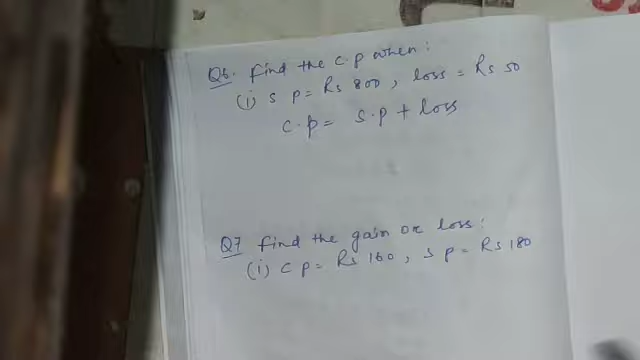 Q6. find the c.p when:
(i) s p = Rs 800, loss = Rs 50
c.p = s.p + loss
Q7 find the gain or loss:
(i) c p = Rs 160, s p = Rs 180